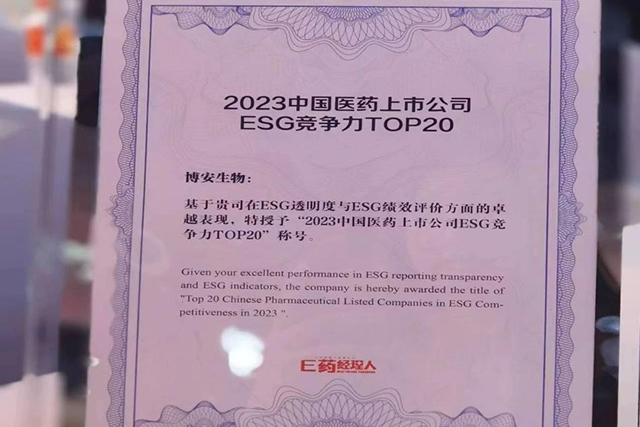 2023中国医药上市公司
ESG竞争力TOP20
博安生物：
基于贵司在ESG透明度与ESG绩效评价方面的卓
越表现，特授予“2023中国医药上市公司ESG竞
争力TOP20”称号。
Given your excellent performance in ESG reporting transparency
and ESG indicators, the company is hereby awarded the title of
"Top 20 Chinese Pharmaceutical Listed Companies in ESG Com-
petitiveness in 2023 ".
E药经理人